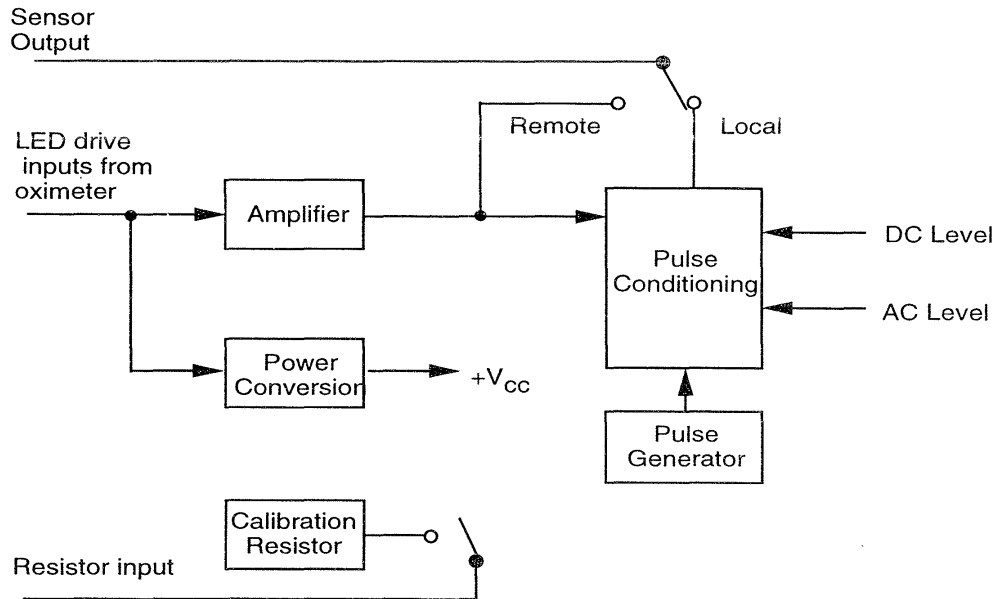 Sensor
Output
Remote
Local
LED drive
inputs from
oximeter
Amplifier
Pulse
Conditioning
DC Level
AC Level
Power
Conversion
+VCC
Pulse
Generator
Calibration
Resistor
Resistor input